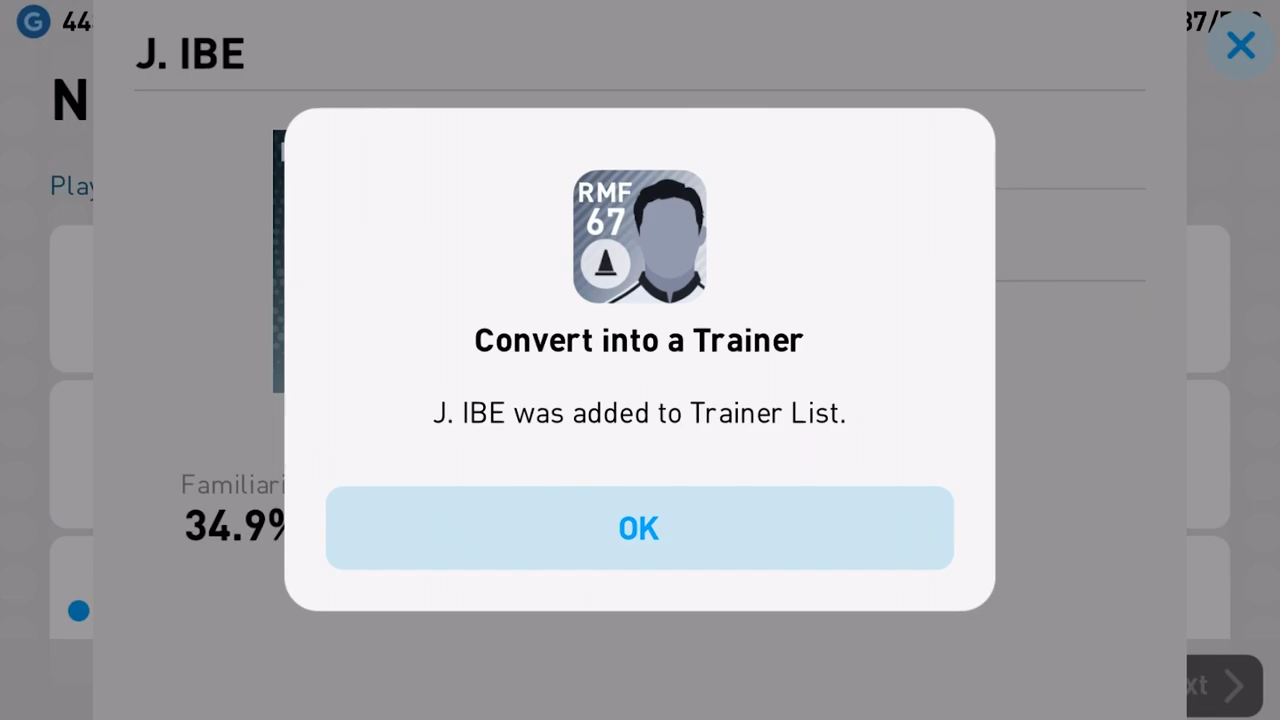 G 44
J. IBE
37/
N
Play
RMF
67
Convert into a Trainer
J. IBE was added to Trainer List.
Familiari
34.9%
OK
xt